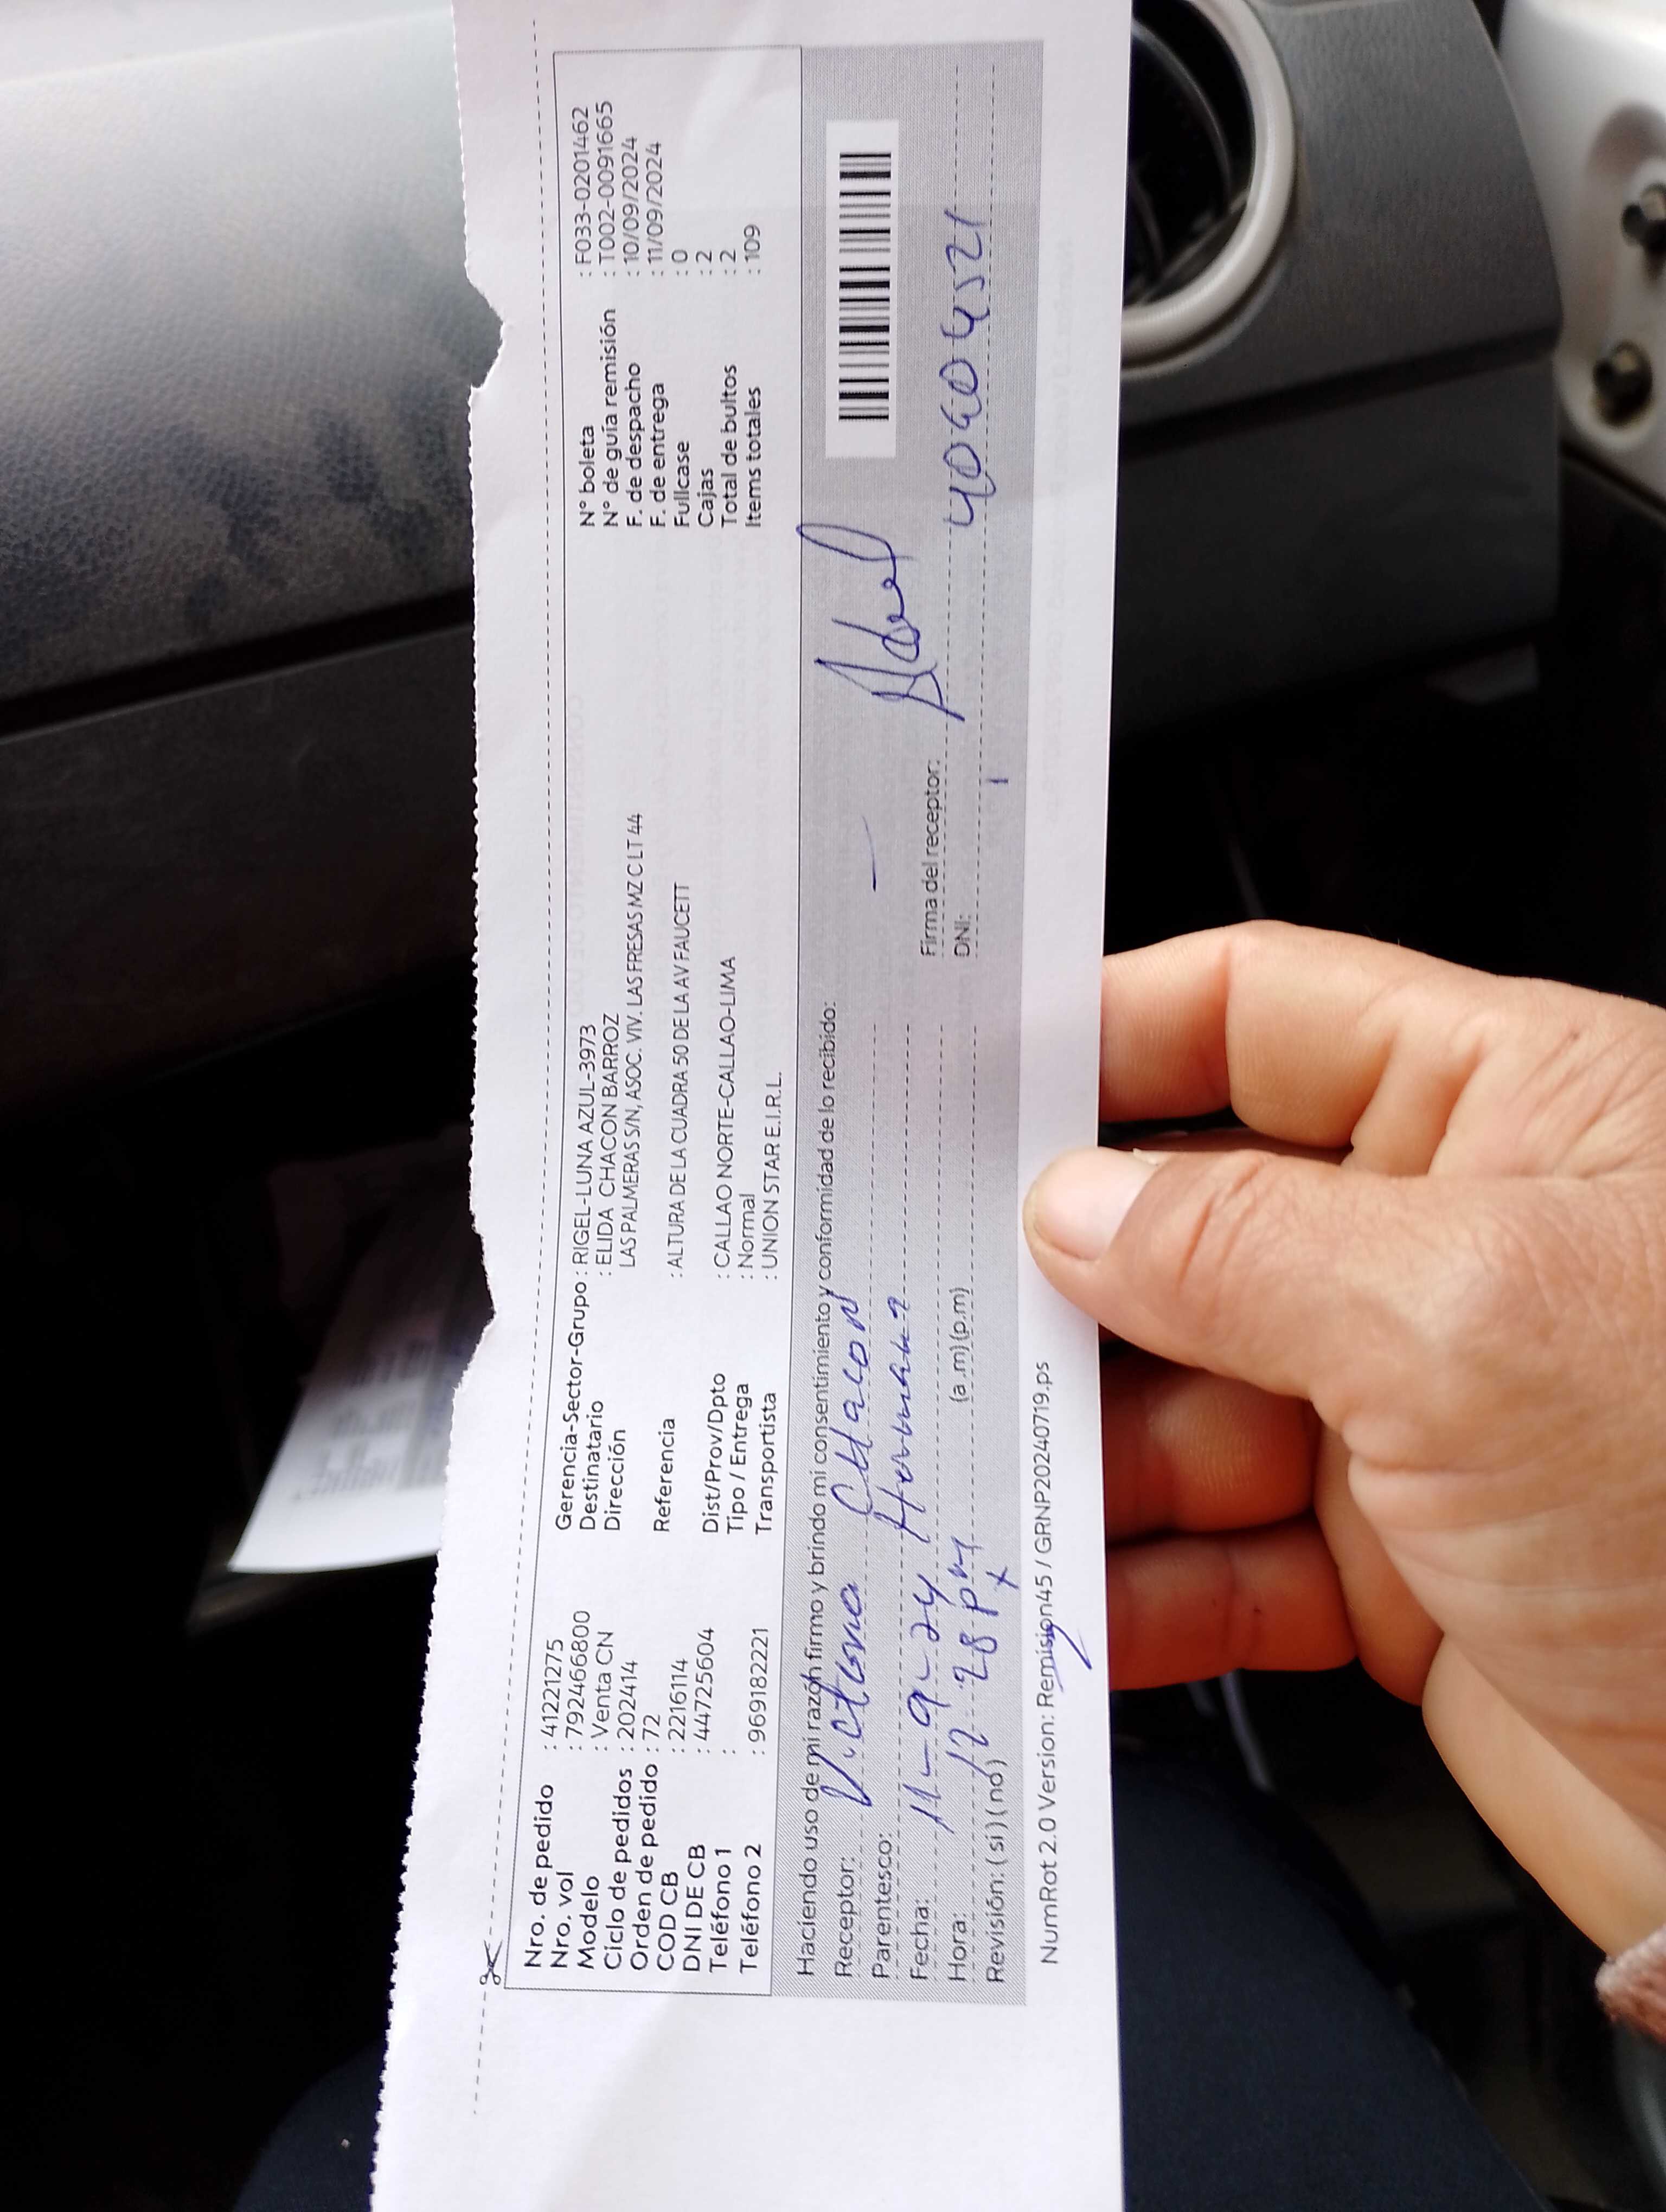 Nro. de pedido : 412212175
Nro. vol : 792466800
Modelo : Venta CN
Ciclo de pedidos : 202414
Orden de pedido : 72
COD CB : 2216114
DNI DE CB : 44725604
Teléfono 1 :
Teléfono 2 : 969182221
Gerencia-Sector-Grupo : RIGEL-LUNA AZUL-3973
Destinatario : ELIDA CHACON BARROZ
Dirección LAS PALMERAS S/N, ASOC. VIV. LAS FRESAS MZ C LT 44
Referencia : ALTURA DE LA CUADRA 50 DE LA AV FAUCETT
Dist/Prov/Dpto : CALLAO NORTE-CALLAO-LIMA
Tipo / Entrega : Normal
Transportista : UNION STAR E.I.R.L.
N° boleta : F033-0201462
N° de guía remisión : T002-0091665
F. de despacho : 10/09/2024
F. de entrega : 11/09/2024
Fullcase : 0
Cajas : 2
Total de bultos : 2
Items totales : 109
Haciendo uso de mi razón firmo y brindo mi consentimiento y conformidad de lo recibido:
Receptor: Victoria Chacon
Parentesco: Hermana
Fecha: 11-9-24
Hora: 12:28 pm (a.m) (p.m)
Revisión: (si) (no) x
Firma del receptor:
DNI: 40404521
NumRot 2.0 Version: Remision45 / GRNP20240719.ps